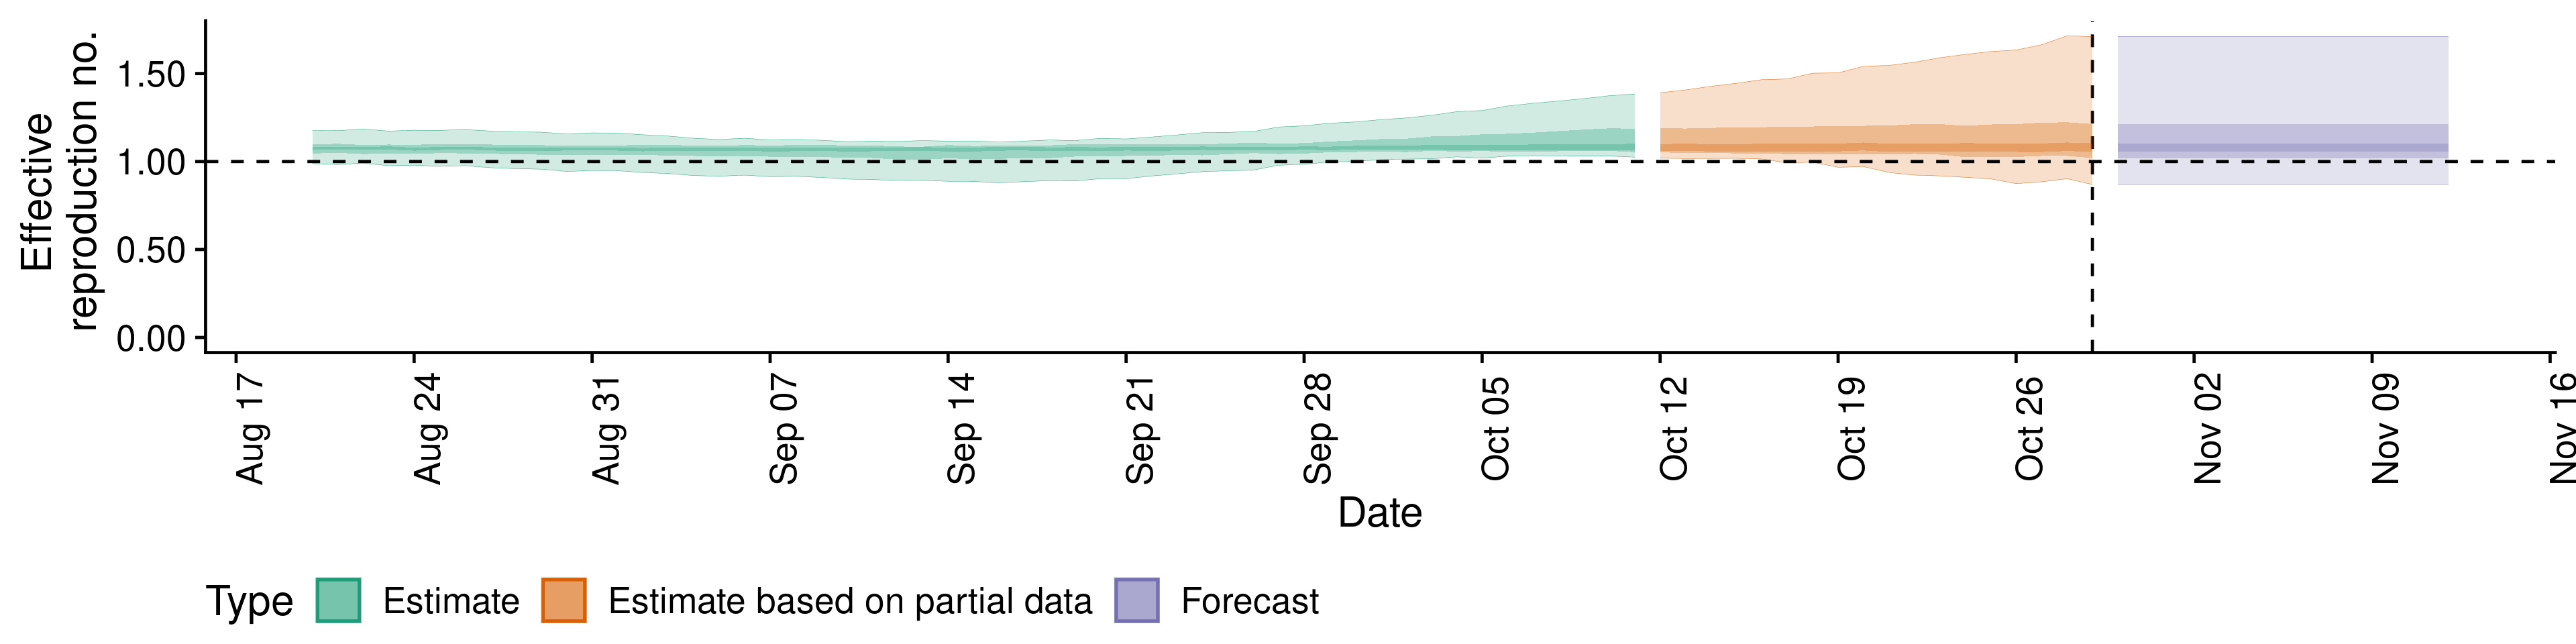 Effective
reproduction no.
1.50
1.00
0.50
0.00
Aug 17
Aug 24
Aug 31
Sep 07
Sep 14
Sep 21
Sep 28
Oct 05
Oct 12
Oct 19
Oct 26
Nov 02
Nov 09
Nov 16
Date
Type Estimate Estimate based on partial data Forecast